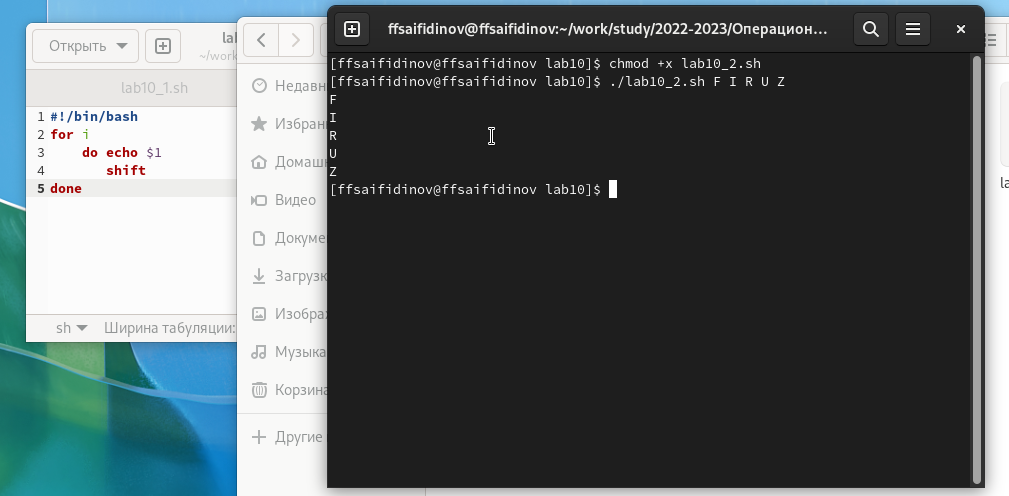 Открыть
lab
~/work
lab10_1.sh
1 #!/bin/bash
2 for i
3     do echo $1
4        shift
5 done
sh
Ширина табуляции:
Недавн
Избран
Домаш
Видео
Докуме
Загрузк
Изобра
Музыка
Корзина
Другие
ffsaifidinov@ffsaifidinov:~/work/study/2022-2023/Операцион…
[ffsaifidinov@ffsaifidinov lab10]$ chmod +x lab10_2.sh
[ffsaifidinov@ffsaifidinov lab10]$ ./lab10_2.sh F I R U Z
F
I
R
U
Z
[ffsaifidinov@ffsaifidinov lab10]$
la